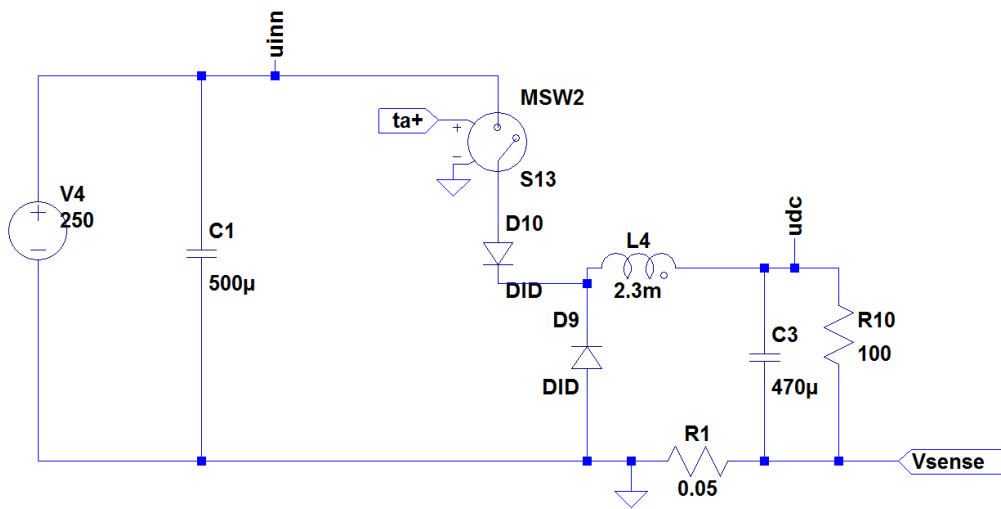 uinn
MSW2
ta+
+
−
S13
V4
250
+
−
C1
500µ
D10
DID
udc
L4
2.3m
D9
DID
C3
470µ
R10
100
R1
0.05
Vsense